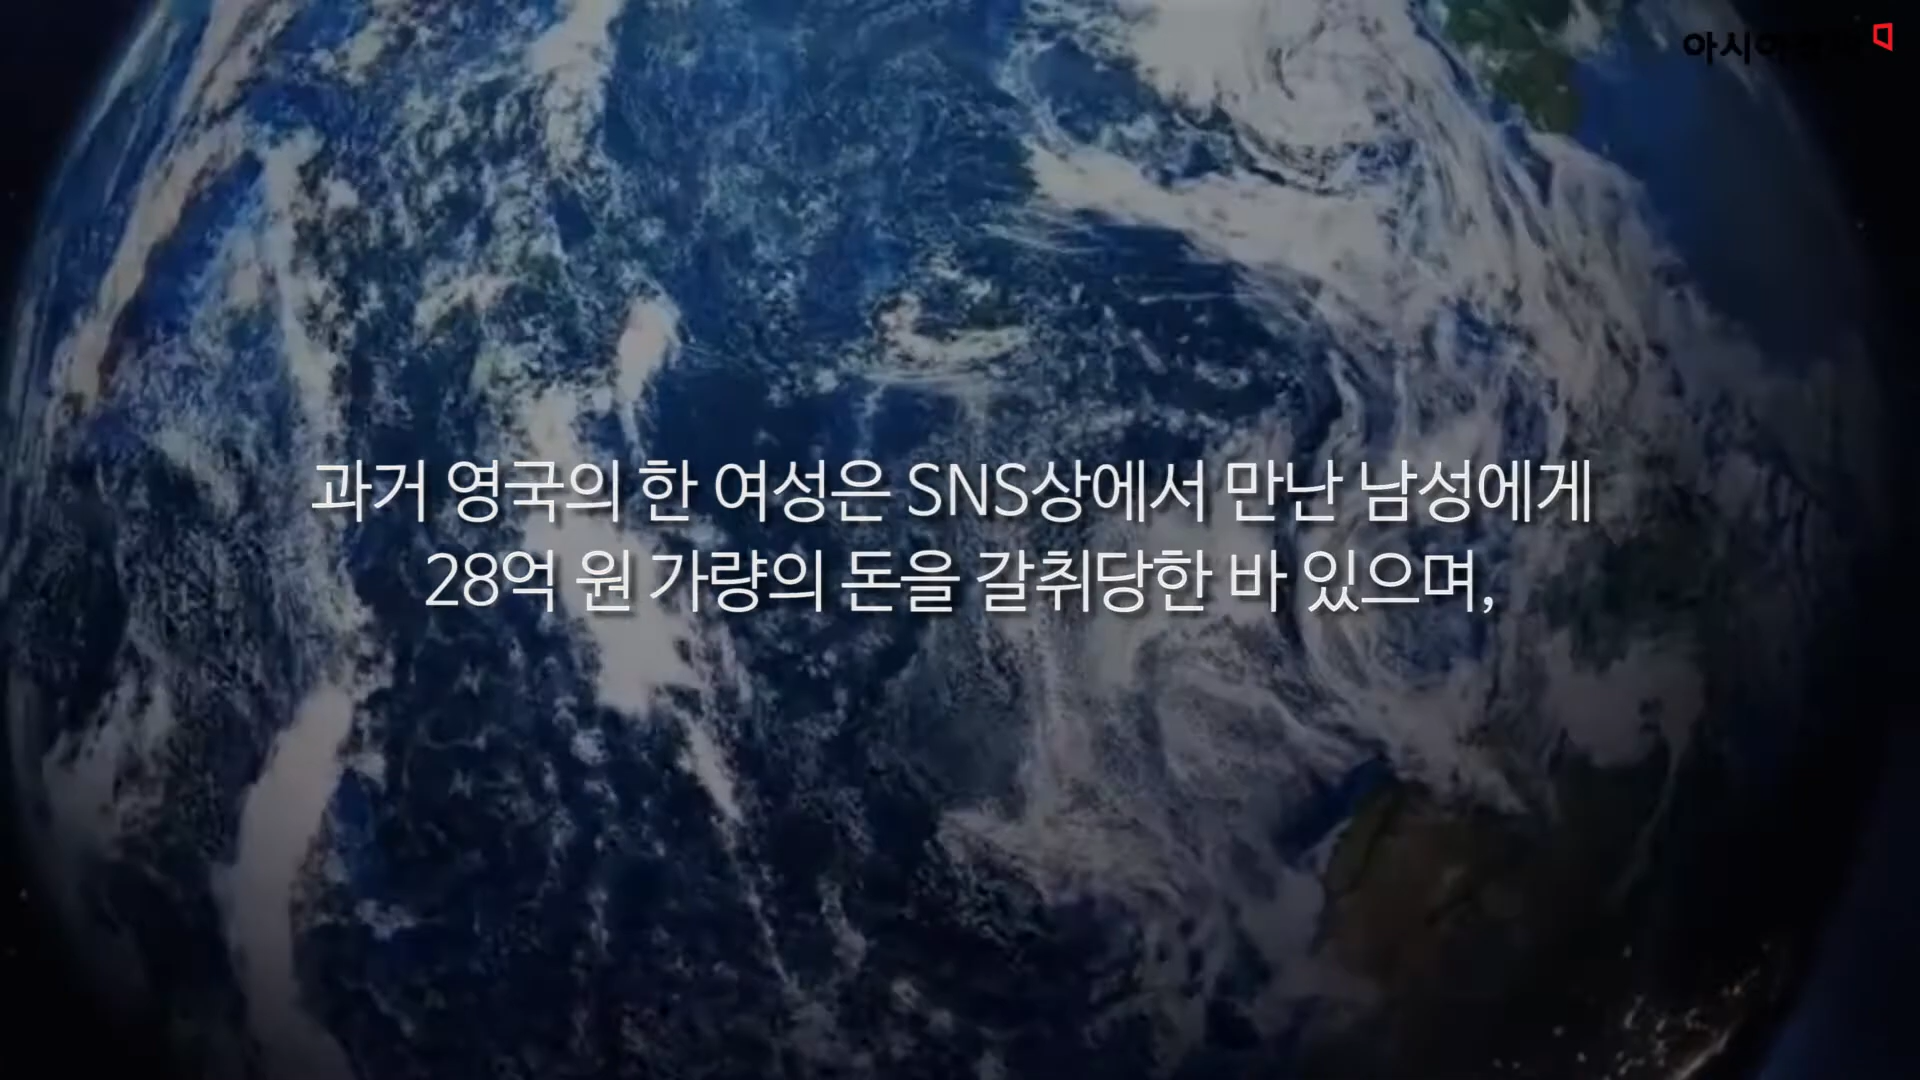 과거 영국의 한 여성은 SNS상에서 만난 남성에게
28억 원 가량의 돈을 갈취당한 바 있으며,